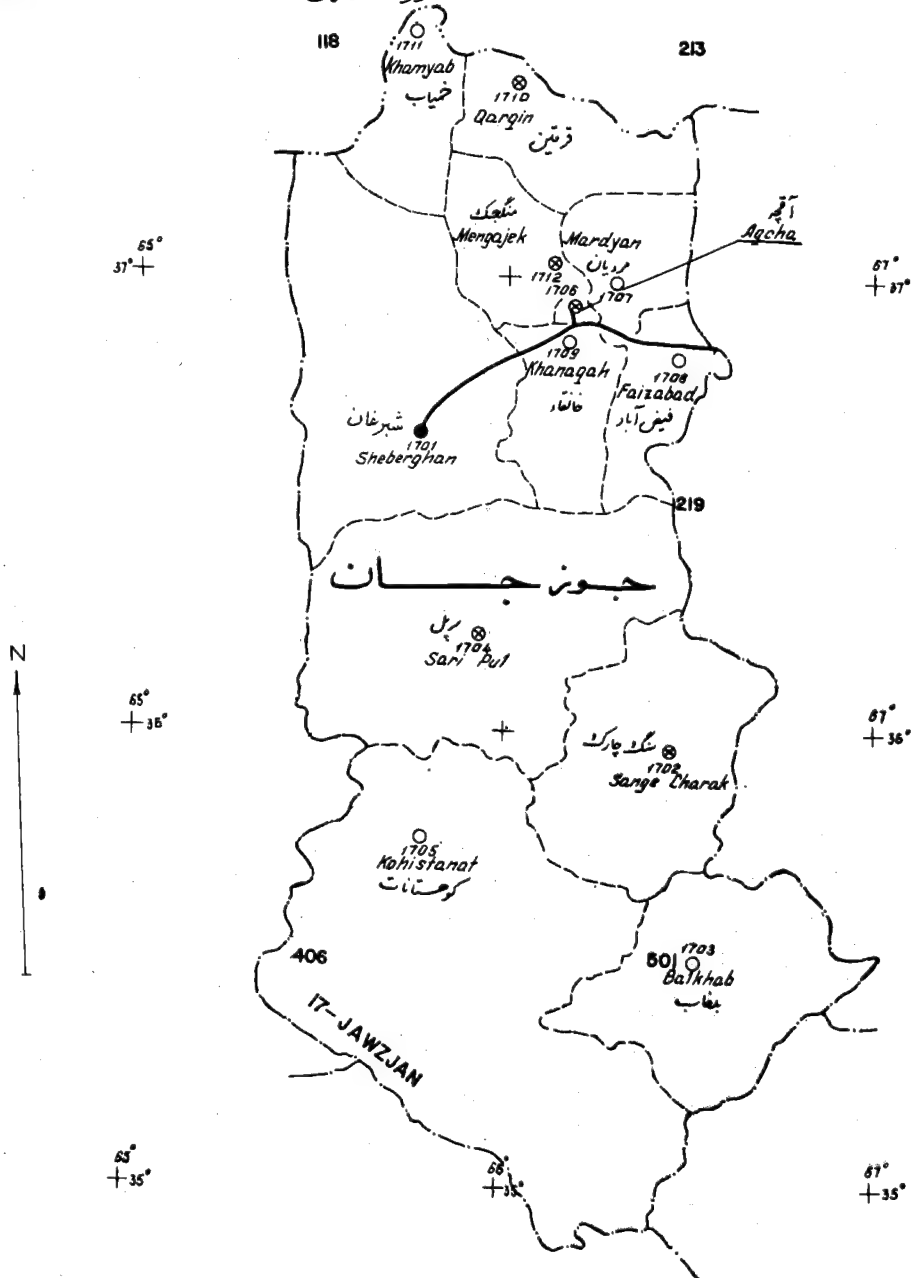 118
213
1711
Khamyab
خمیاب
1710
Qarqin
قرقین
منگجک
Mengajek
Mardyan
مردیان
آقچه
Aqcha
65°
37°
1712
1706
1707
67°
37°
1709
Khanaqah
خانقاه
1708
Faizabad
فیض آباد
شبرغان
1701
Sheberghan
219
جوزجان
سرپل
1704
Sari Pul
N
65°
36°
سنگ چارک
1702
Sange Charak
67°
36°
1705
Kohistanat
کوهستانات
406
501
1703
Balkhab
بلخاب
17-JAWZJAN
65°
35°
66°
35°
67°
35°